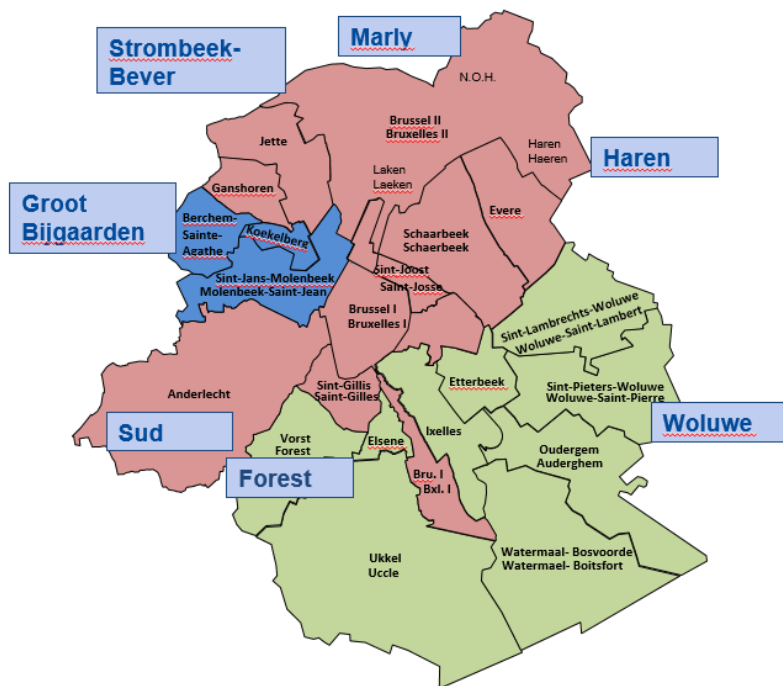 Marly
Strombeek-
Bever
N.O.H.
Brussel II
Bruxelles II
Jette
Haren
Haeren
Haren
Laken
Laeken
Ganshoren
Groot
Bijgaarden
Berchem-
Sainte-
Agathe
Koekelberg
Schaarbeek
Schaerbeek
Evere
Sint-Joost
Saint-Josse
Sint-Jans-Molenbeek
Molenbeek-Saint-Jean
Brussel I
Bruxelles I
Sint-Lambrechts-Woluwe
Woluwe-Saint-Lambert
Anderlecht
Sint-Gillis
Saint-Gilles
Etterbeek
Sint-Pieters-Woluwe
Woluwe-Saint-Pierre
Sud
Vorst
Forest
Elsene
Ixelles
Woluwe
Oudergem
Auderghem
Forest
Bru. I
Bxl. I
Ukkel
Uccle
Watermaal- Bosvoorde
Watermael- Boitsfort